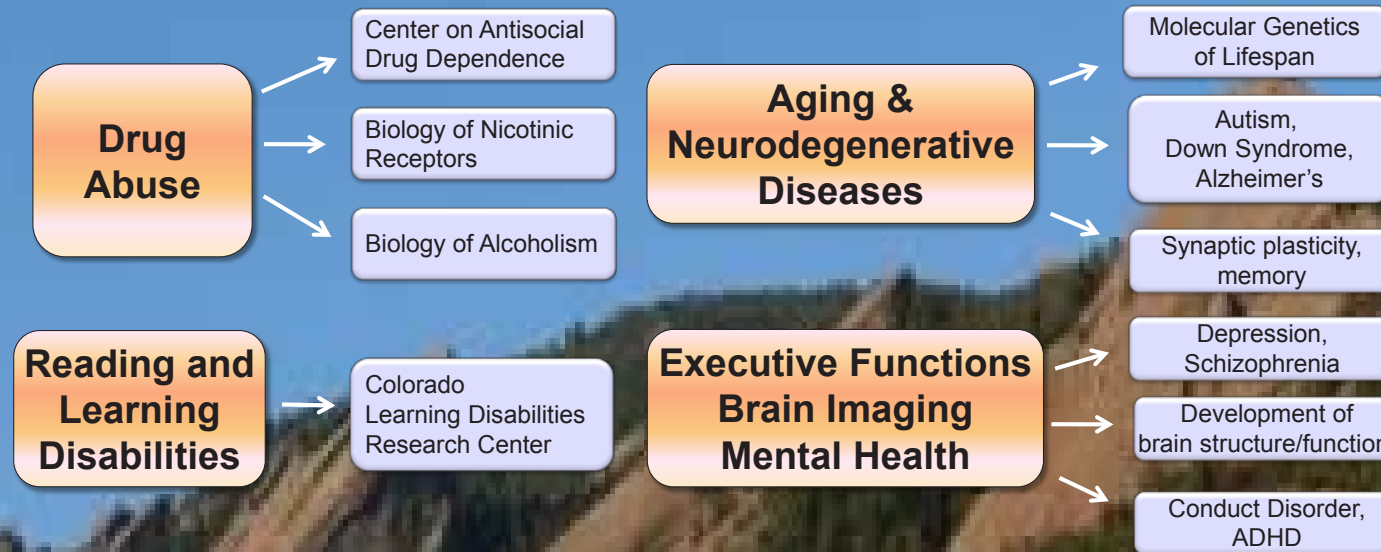 Drug
Abuse
Center on Antisocial
Drug Dependence
Biology of Nicotinic
Receptors
Biology of Alcoholism
Aging &
Neurodegenerative
Diseases
Molecular Genetics
of Lifespan
Autism,
Down Syndrome,
Alzheimer’s
Synaptic plasticity,
memory
Reading and
Learning
Disabilities
Colorado
Learning Disabilities
Research Center
Executive Functions
Brain Imaging
Mental Health
Depression,
Schizophrenia
Development of
brain structure/function
Conduct Disorder,
ADHD